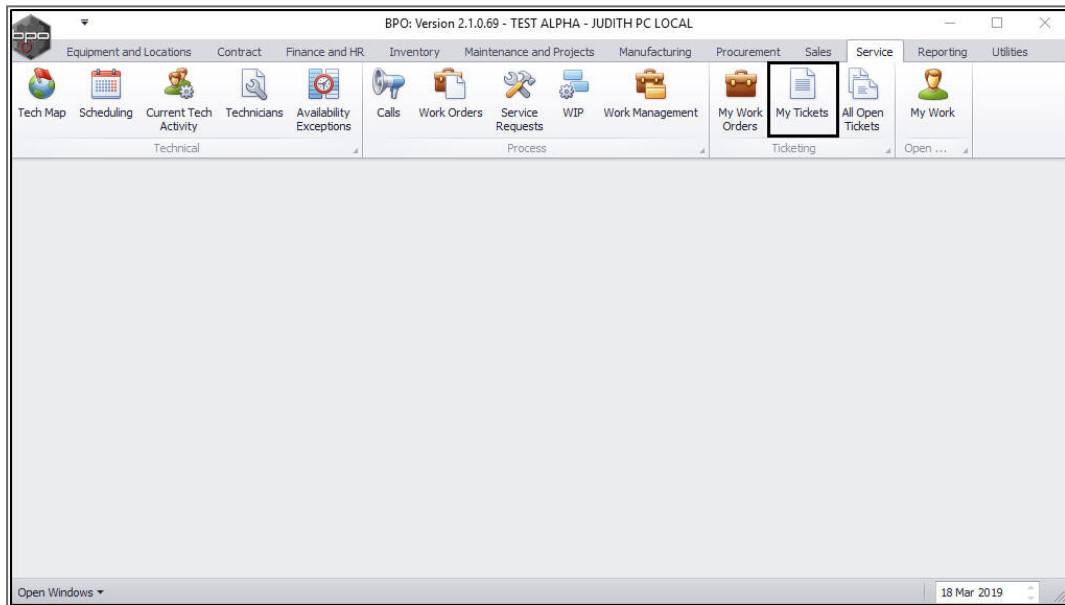 bpo
BPO: Version 2.1.0.69 - TEST ALPHA - JUDITH PC LOCAL
Equipment and Locations Contract Finance and HR Inventory Maintenance and Projects Manufacturing Procurement Sales Service Reporting Utilities
Tech Map Scheduling Current Tech Activity Technicians Availability Exceptions Calls Work Orders Service Requests WIP Work Management My Work Orders My Tickets All Open Tickets My Work
Technical Process Ticketing Open ...
Open Windows 18 Mar 2019